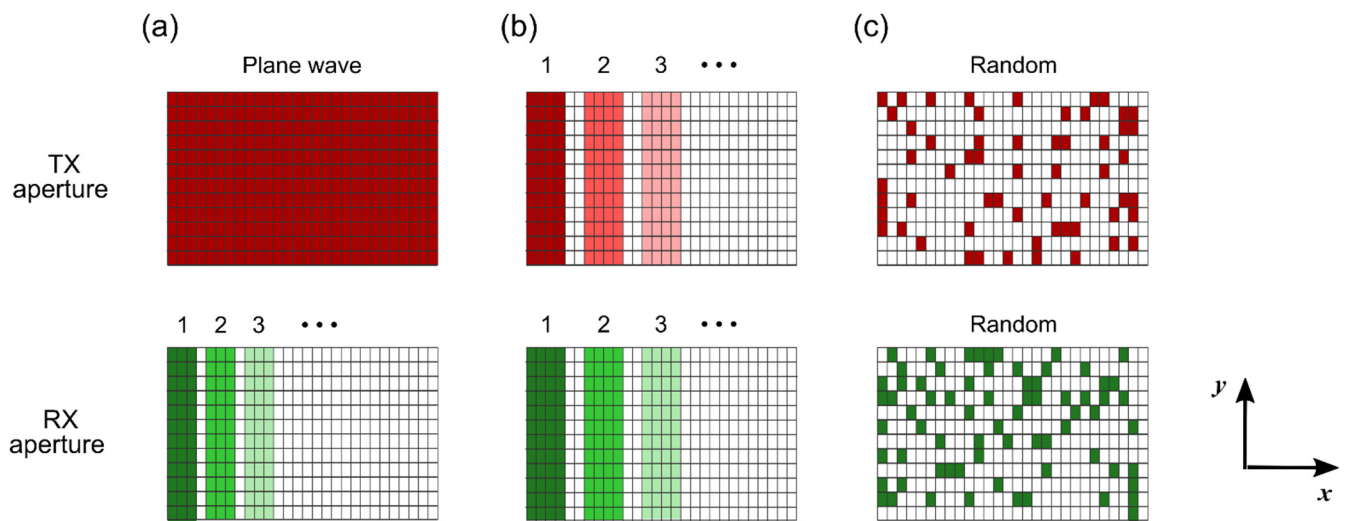 (a)
(b)
(c)
Plane wave
1 2 3 •••
Random
TX
aperture
1 2 3 •••
1 2 3 •••
Random
RX
aperture
y
x